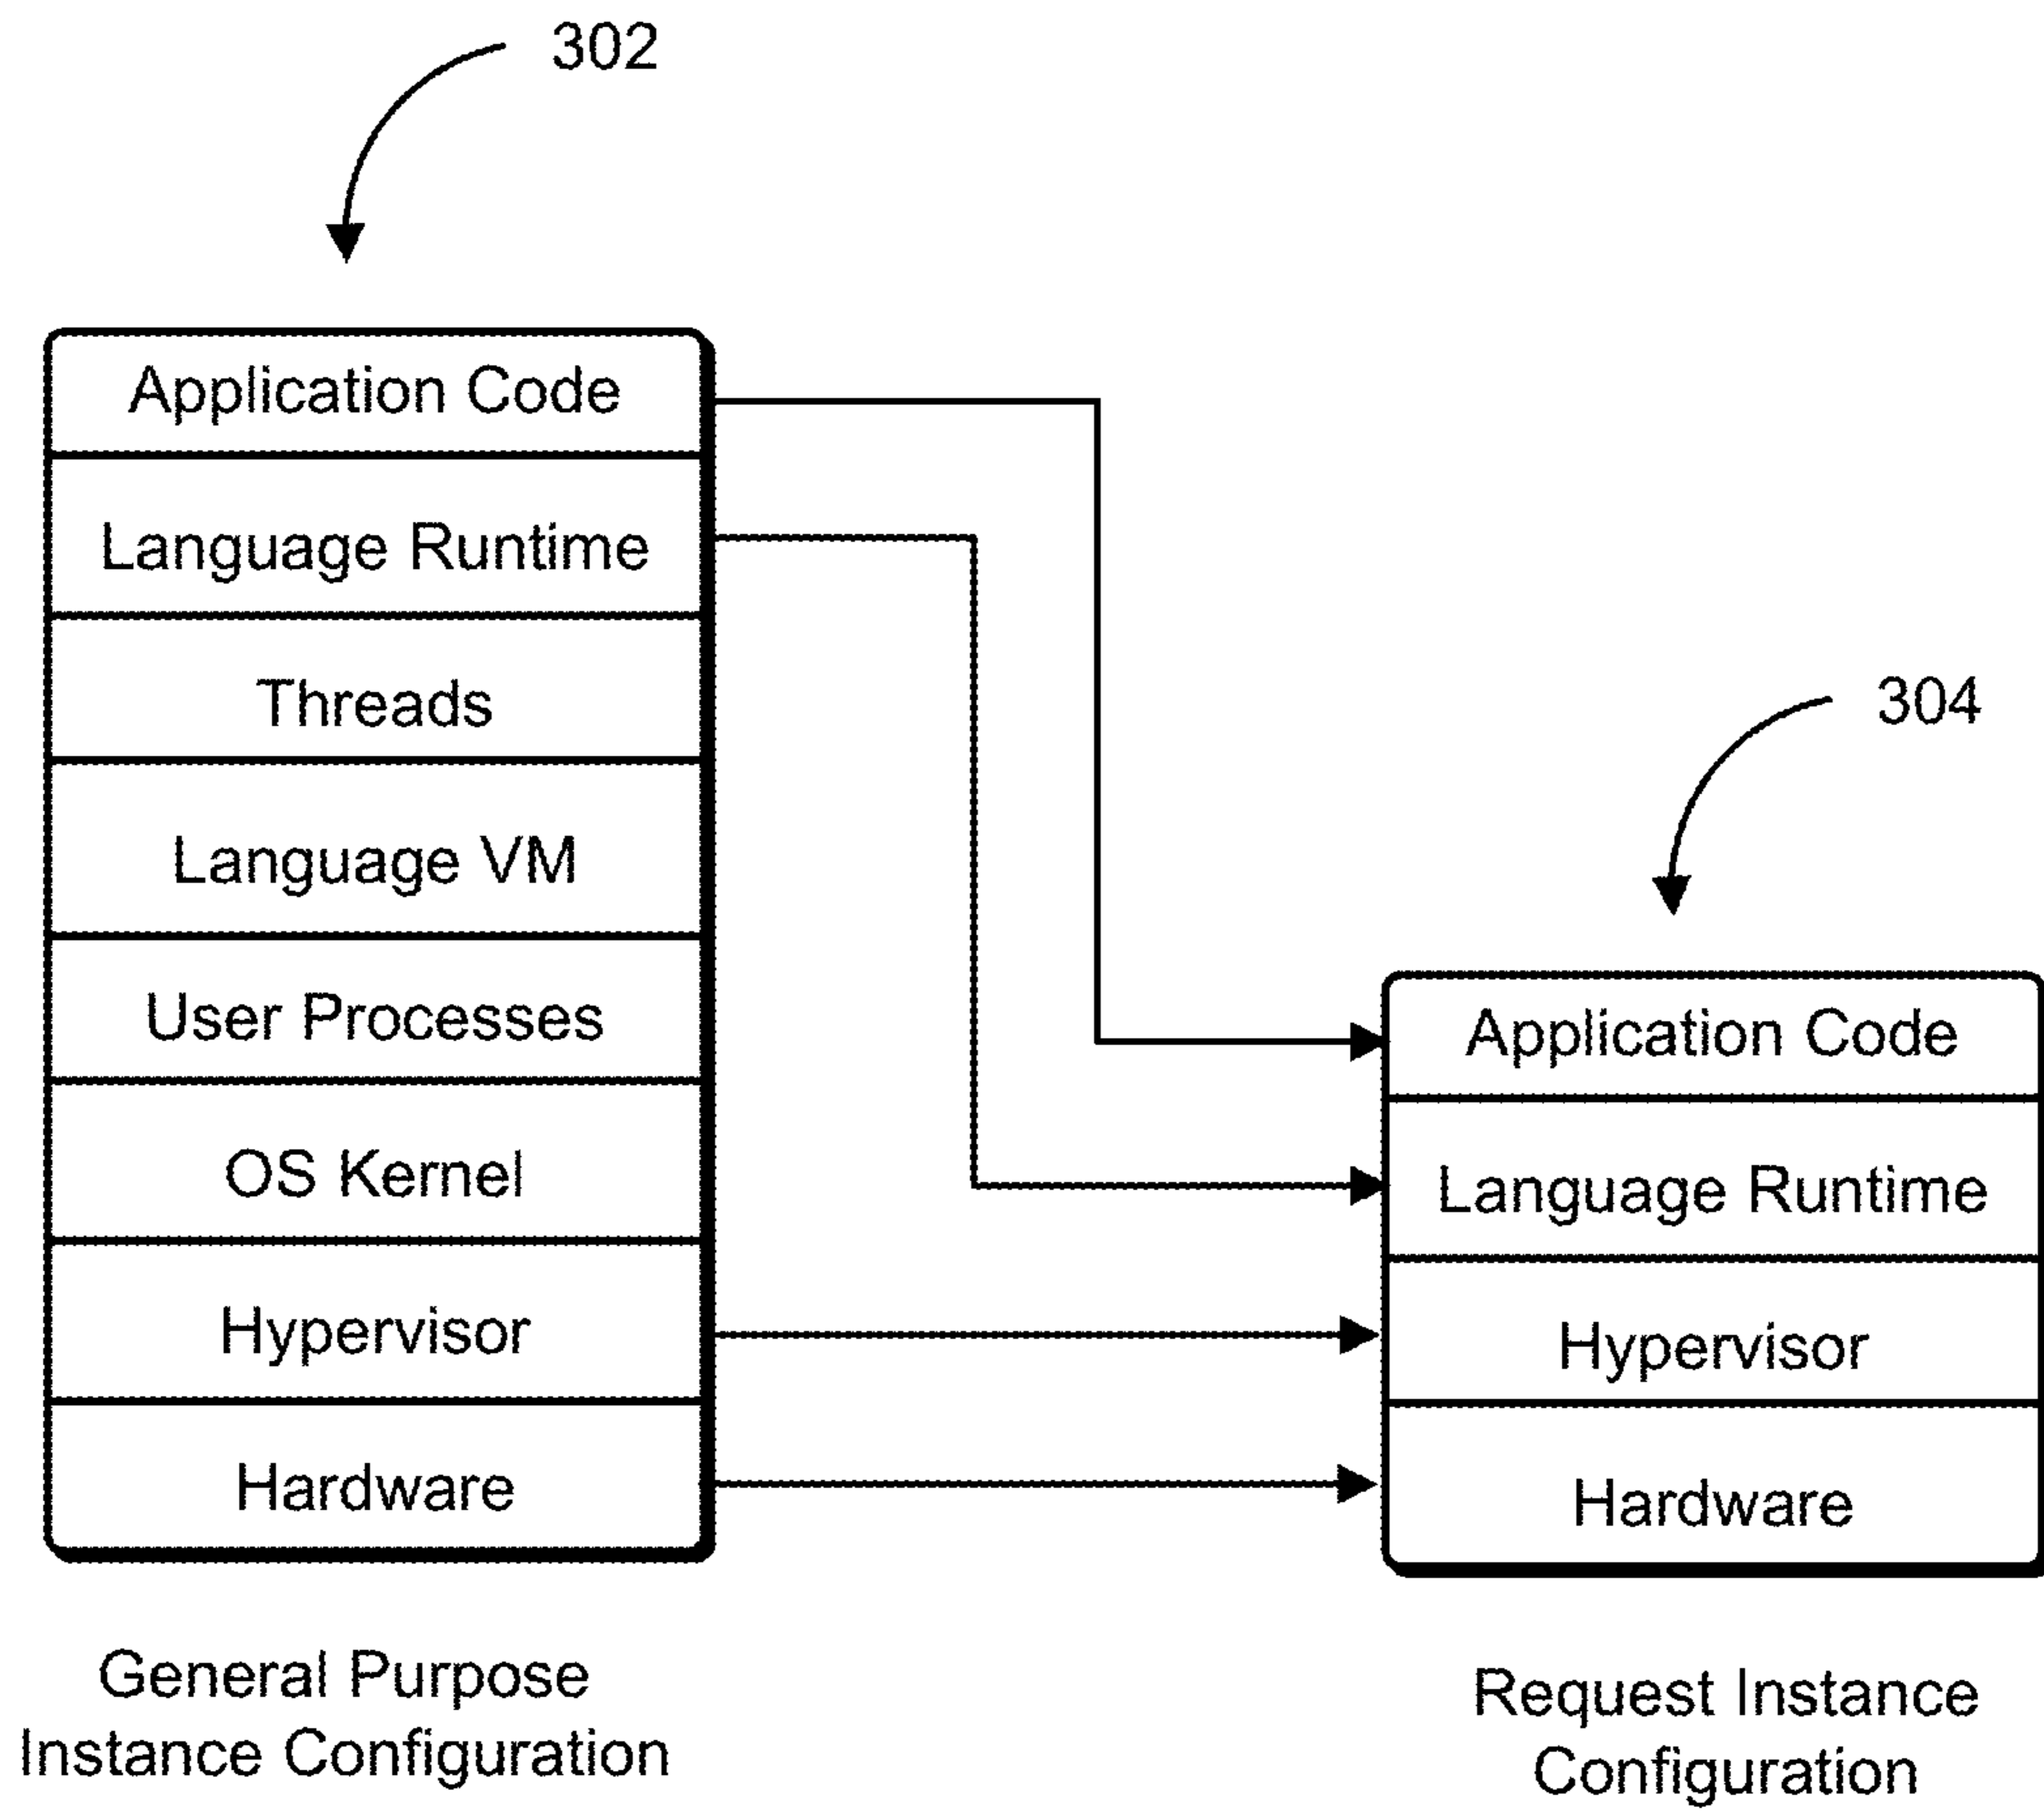 302
Application Code
Language Runtime
Threads
Language VM
User Processes
OS Kernel
Hypervisor
Hardware
General Purpose
Instance Configuration
304
Application Code
Language Runtime
Hypervisor
Hardware
Request Instance
Configuration